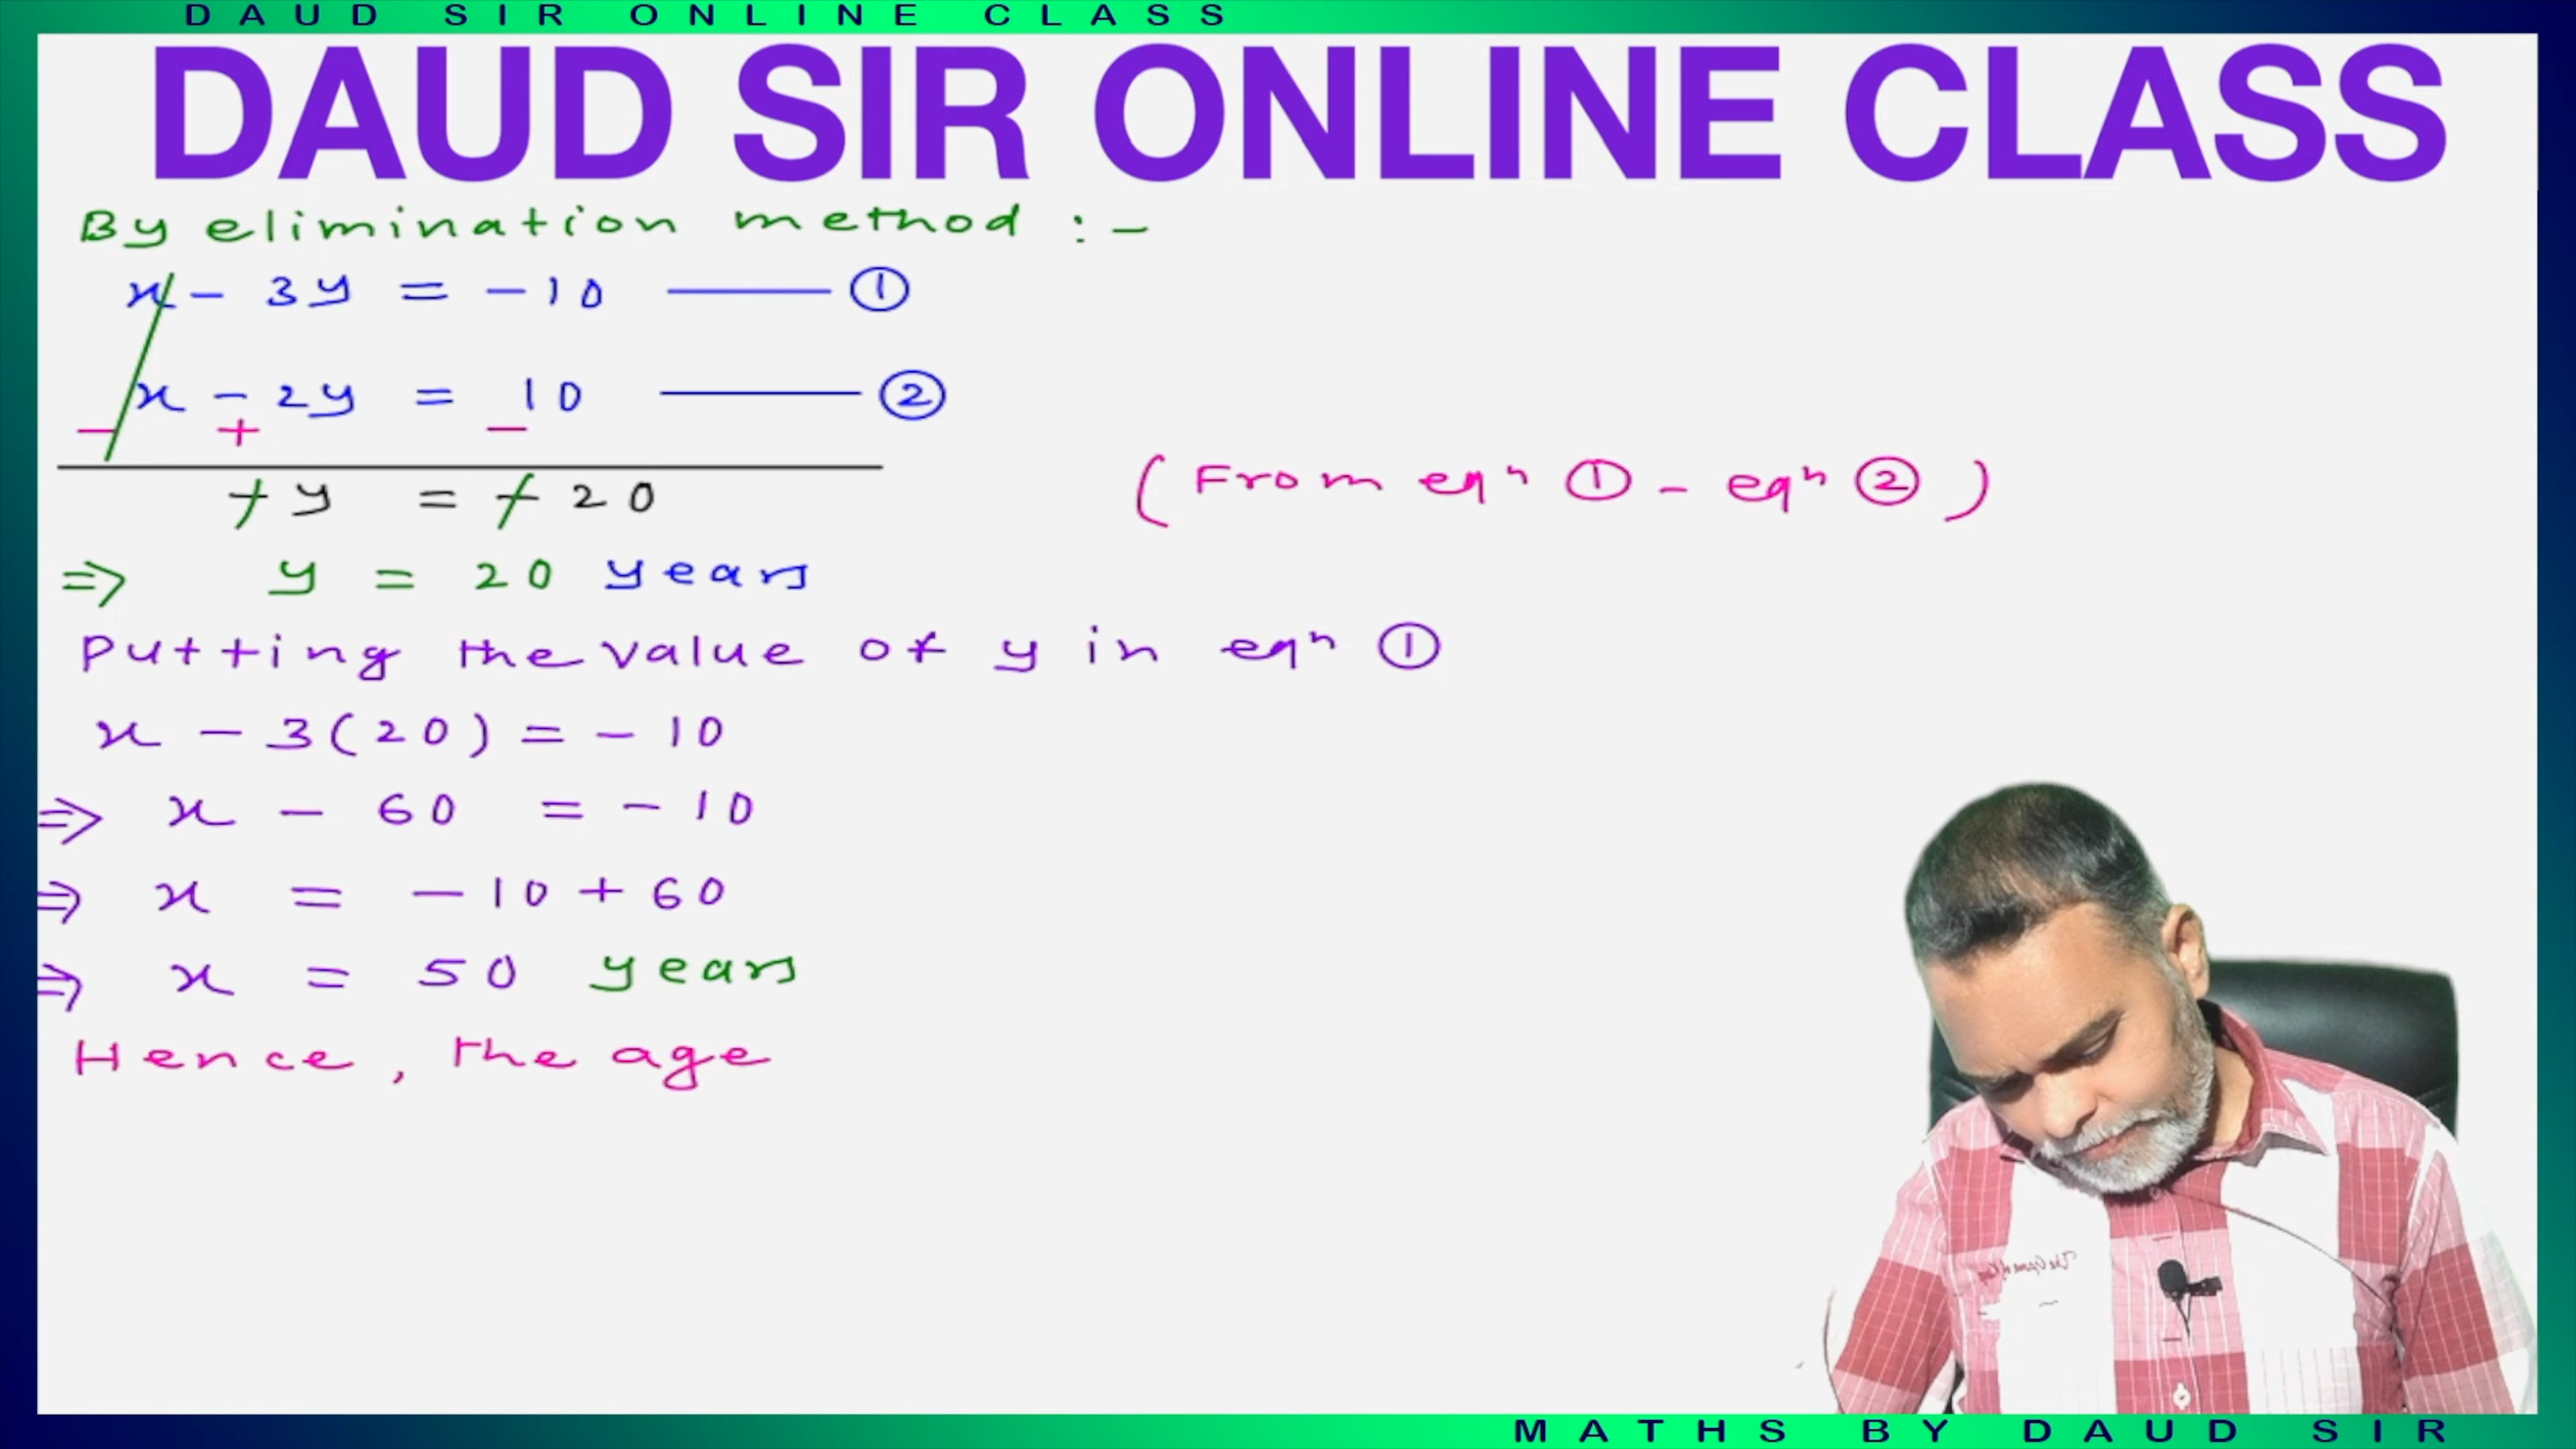 DAUD SIR ONLINE CLASS
DAUD SIR ONLINE CLASS
By elimination method :-
x - 3y = -10 —— ①
x - 2y = 10 —— ②
- + -
-y = -20
(From eqⁿ ① - eqⁿ ②)
⇒ y = 20 years
Putting the value of y in eqⁿ ①
x - 3(20) = -10
⇒ x - 60 = -10
⇒ x = -10 + 60
⇒ x = 50 years
Hence, the age
MATHS BY DAUD SIR